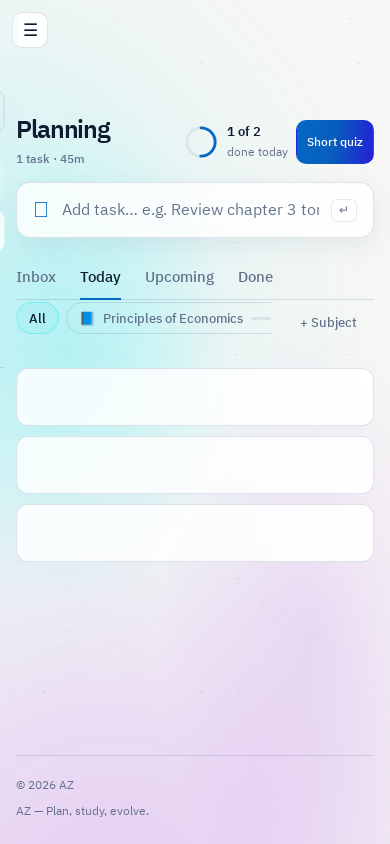 ☰
Planning
1 task · 45m
1 of 2
done today
Short quiz
Add task… e.g. Review chapter 3 tor
↵
Inbox
Today
Upcoming
Done
All
📘 Principles of Economics
+ Subject
© 2026 AZ
AZ — Plan, study, evolve.